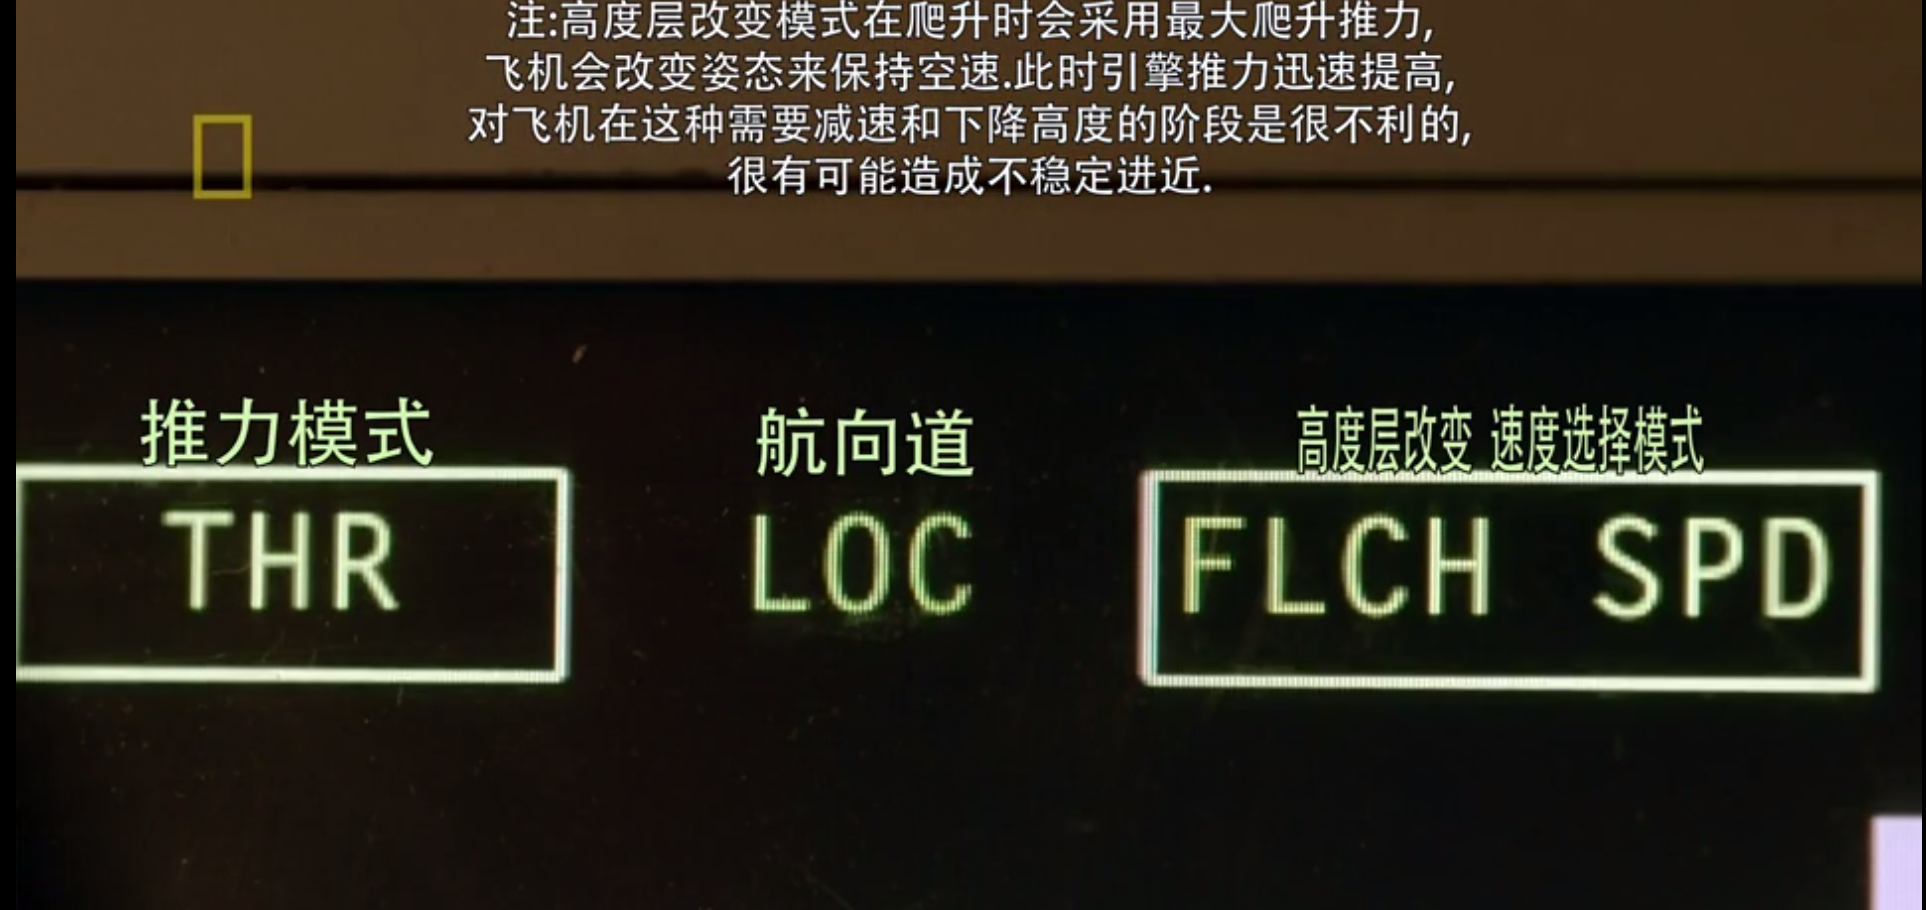 注:高度层改变模式在爬升时会采用最大爬升推力,
飞机会改变姿态来保持空速.此时引擎推力迅速提高,
对飞机在这种需要减速和下降高度的阶段是很不利的,
很有可能造成不稳定进近.
推力模式
航向道
高度层改变 速度选择模式
THR
LOC
FLCH SPD